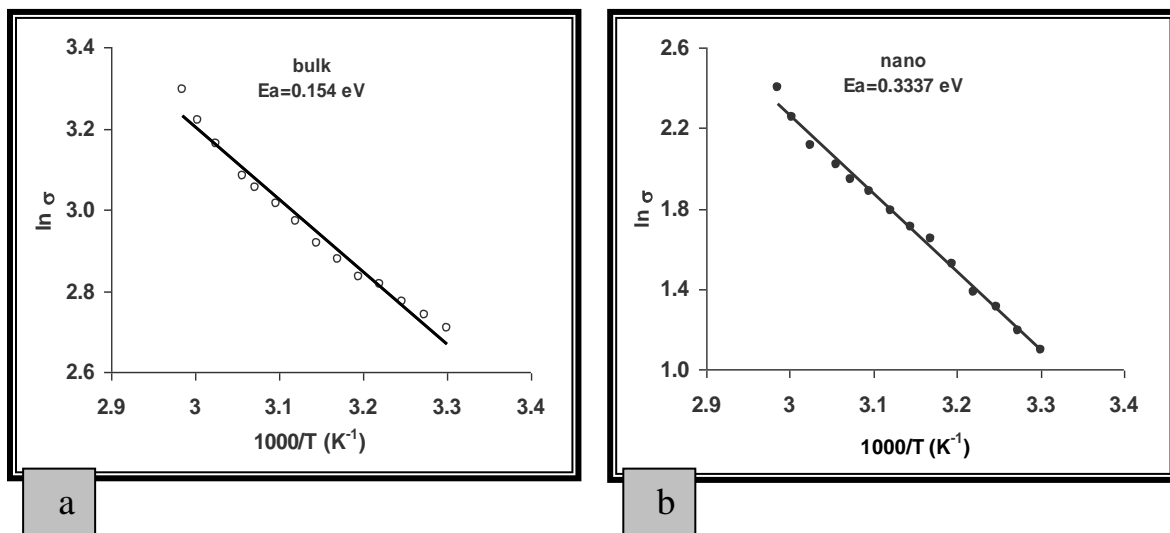 bulk
Ea=0.154 eV
3.4
3.2
3.0
2.8
2.6
ln σ
2.9 3 3.1 3.2 3.3 3.4
1000/T (K⁻¹)
a
nano
Ea=0.3337 eV
2.6
2.2
1.8
1.4
1.0
ln σ
2.9 3 3.1 3.2 3.3 3.4
1000/T (K⁻¹)
b